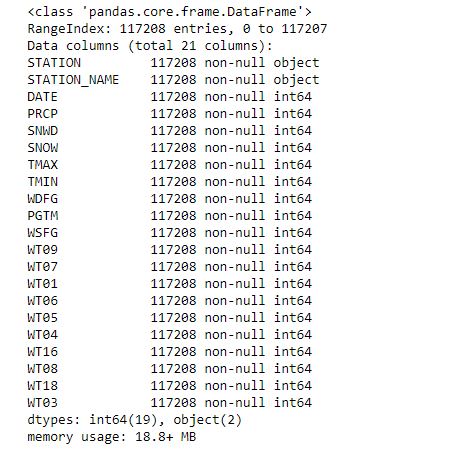 <class 'pandas.core.frame.DataFrame'>
RangeIndex: 117208 entries, 0 to 117207
Data columns (total 21 columns):
STATION         117208 non-null object
STATION_NAME    117208 non-null object
DATE            117208 non-null int64
PRCP            117208 non-null int64
SNWD            117208 non-null int64
SNOW            117208 non-null int64
TMAX            117208 non-null int64
TMIN            117208 non-null int64
WDFG            117208 non-null int64
PGTM            117208 non-null int64
WSFG            117208 non-null int64
WT09            117208 non-null int64
WT07            117208 non-null int64
WT01            117208 non-null int64
WT06            117208 non-null int64
WT05            117208 non-null int64
WT04            117208 non-null int64
WT16            117208 non-null int64
WT08            117208 non-null int64
WT18            117208 non-null int64
WT03            117208 non-null int64
dtypes: int64(19), object(2)
memory usage: 18.8+ MB